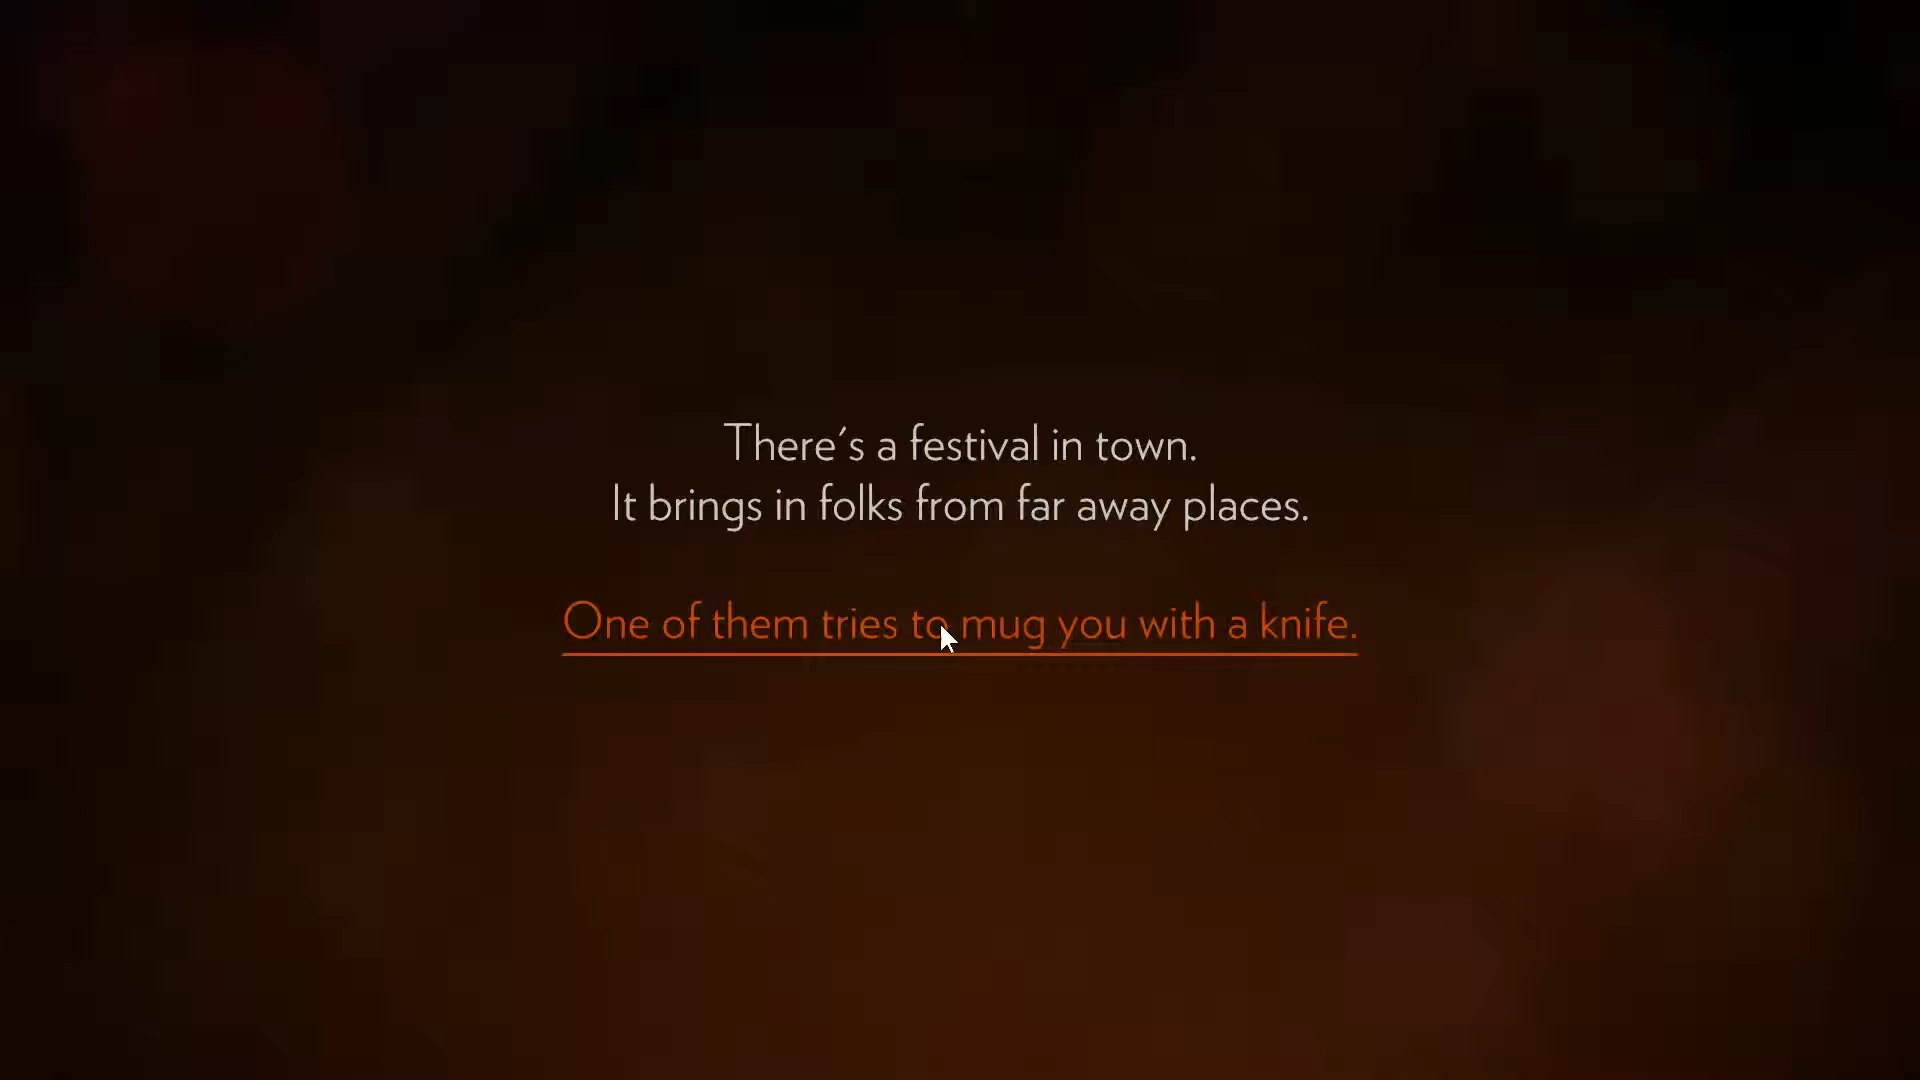 There's a festival in town.
It brings in folks from far away places.
One of them tries to mug you with a knife.